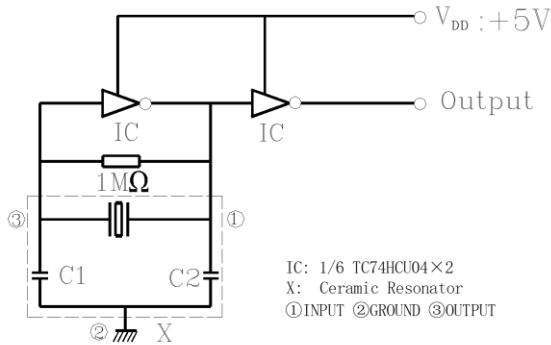 V_DD :+5V
Output
IC
IC
1MΩ
③
①
C1
C2
②
X
IC: 1/6 TC74HCU04×2
X: Ceramic Resonator
①INPUT ②GROUND ③OUTPUT